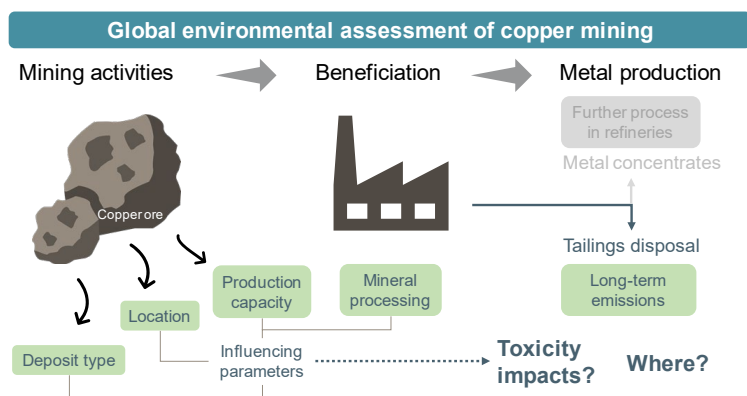 Global environmental assessment of copper mining
Mining activities
Beneficiation
Metal production
Further process
in refineries
Metal concentrates
Copper ore
Tailings disposal
Production
capacity
Mineral
processing
Long-term
emissions
Location
Deposit type
Influencing
parameters
Toxicity
impacts?
Where?